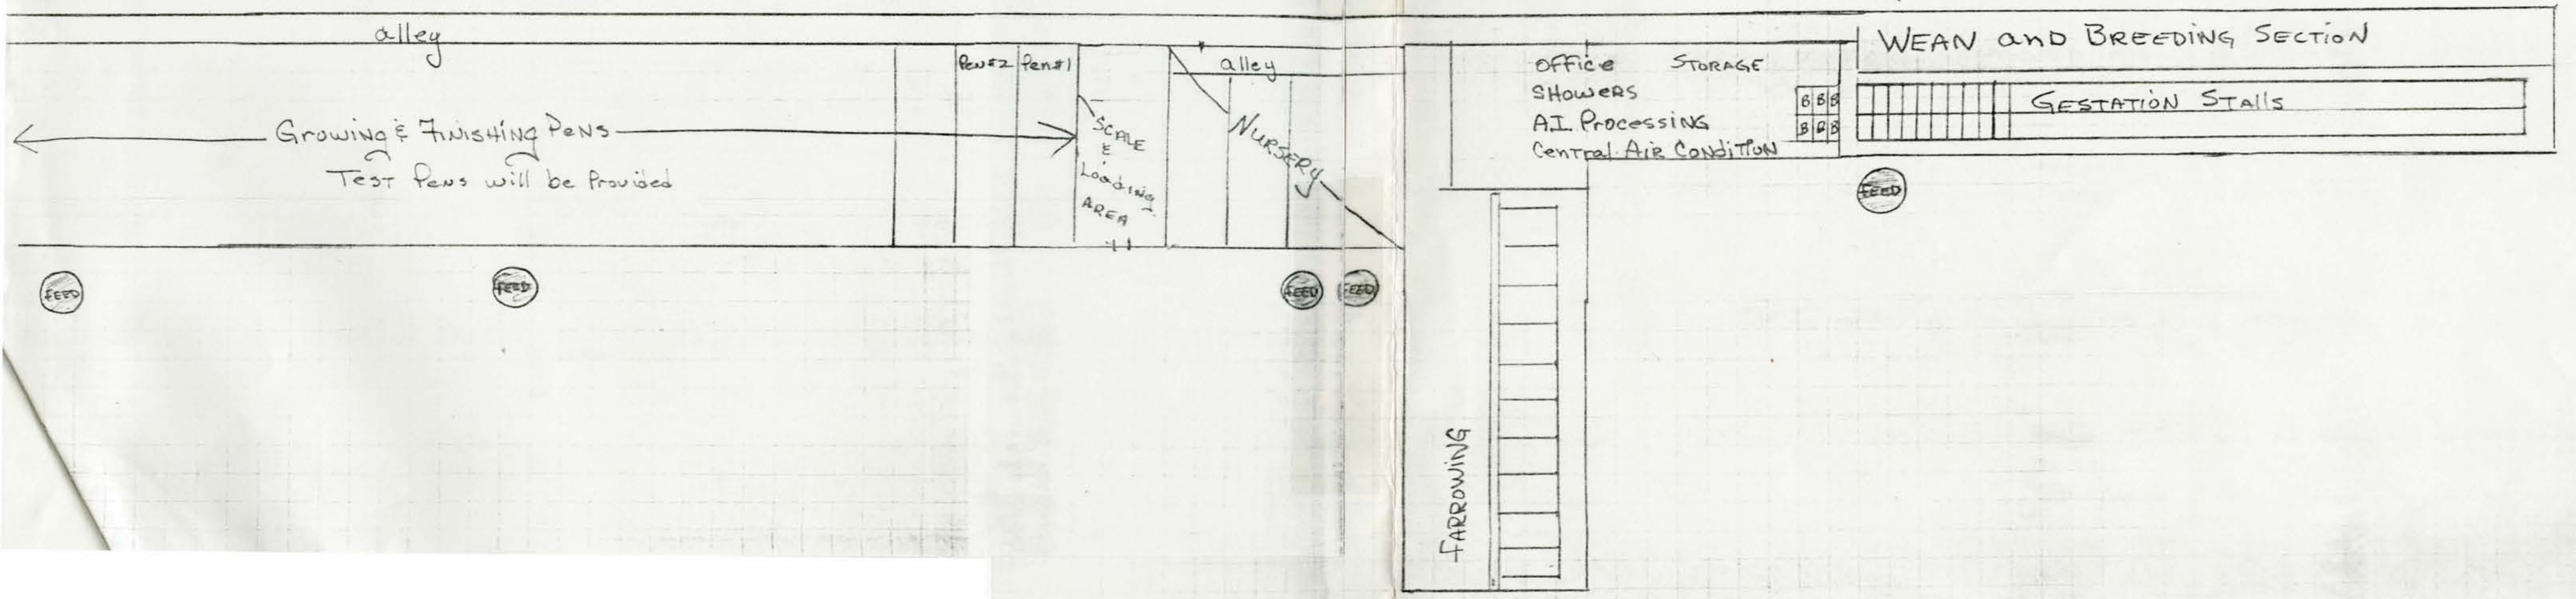 alley
Pen#2
Pen#1
Growing & Finishing Pens
Test Pens will be Provided
SCALE
&
Loading
AREA
alley
NURSERY
Office STORAGE
SHOWERS
A.I. Processing
Central Air Condition
B B B
B B B
WEAN and BREEDING SECTION
GESTATION STAlls
FEED
FEED
FEED
FEED
FEED
FARROWING